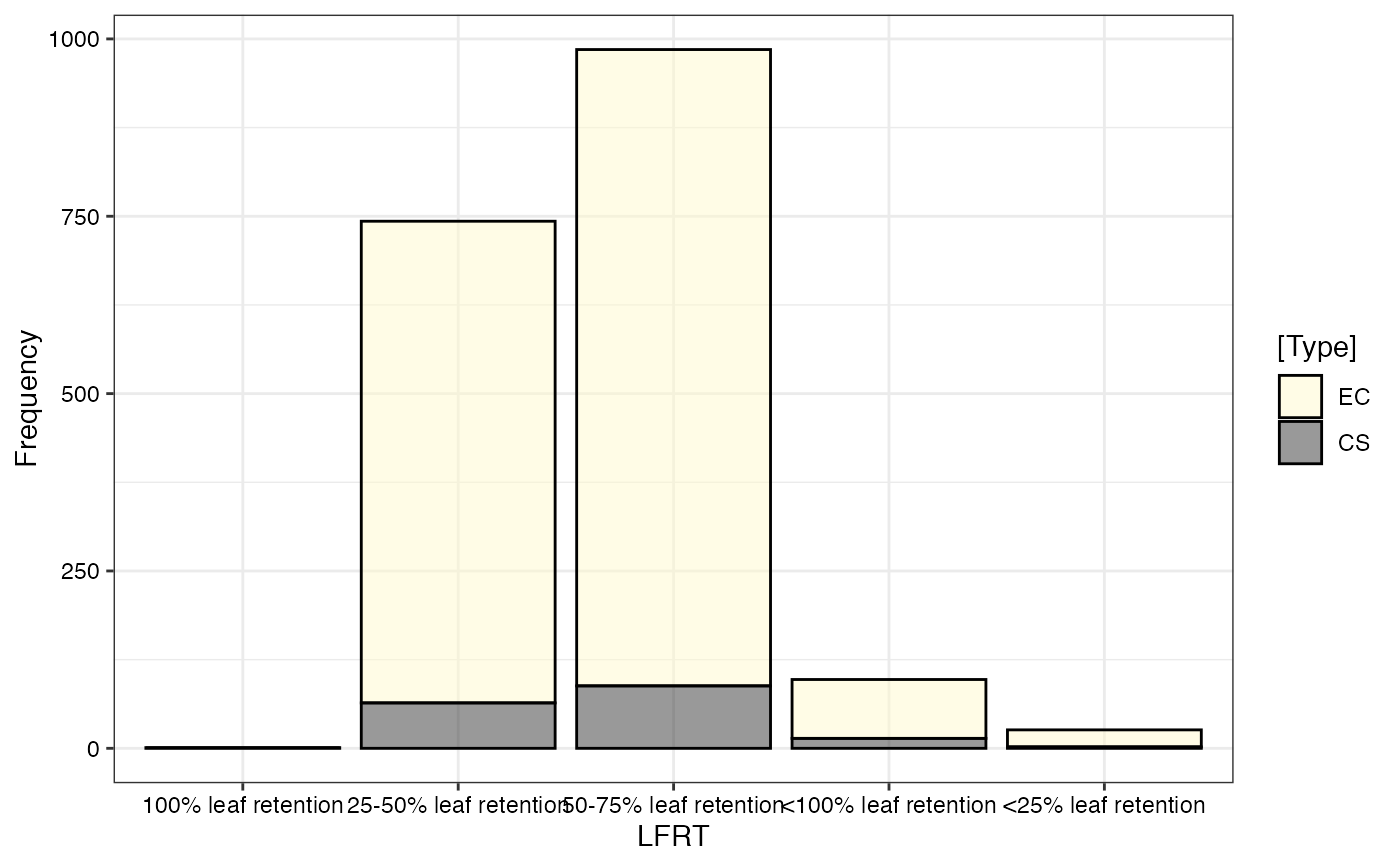 1000
750
500
250
0
Frequency
100% leaf retention
25-50% leaf retention
50-75% leaf retention
<100% leaf retention
<25% leaf retention
LFRT
[Type]
EC
CS